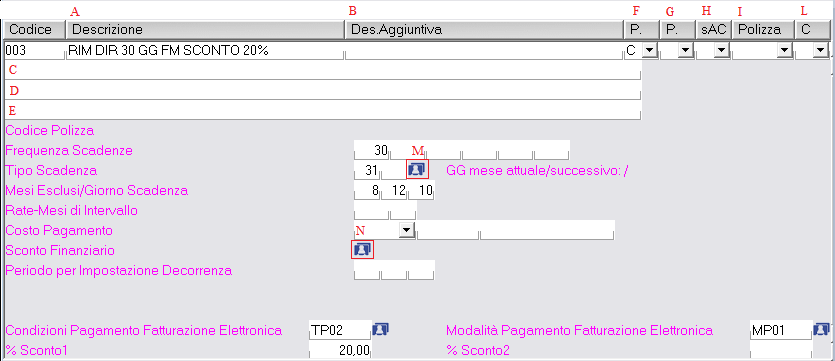 A B F G H I L
Codice Descrizione Des.Aggiuntiva P. P. sAC Polizza C
003 RIM DIR 30 GG FM SCONTO 20% C
C
D
E
Codice Polizza
Frequenza Scadenze 30 M
Tipo Scadenza 31 GG mese attuale/successivo: /
Mesi Esclusi/Giorno Scadenza 8 12 10
Rate-Mesi di Intervallo
Costo Pagamento N
Sconto Finanziario
Periodo per Impostazione Decorrenza
Condizioni Pagamento Fatturazione Elettronica TP02 Modalità Pagamento Fatturazione Elettronica MP01
% Sconto1 20,00 % Sconto2